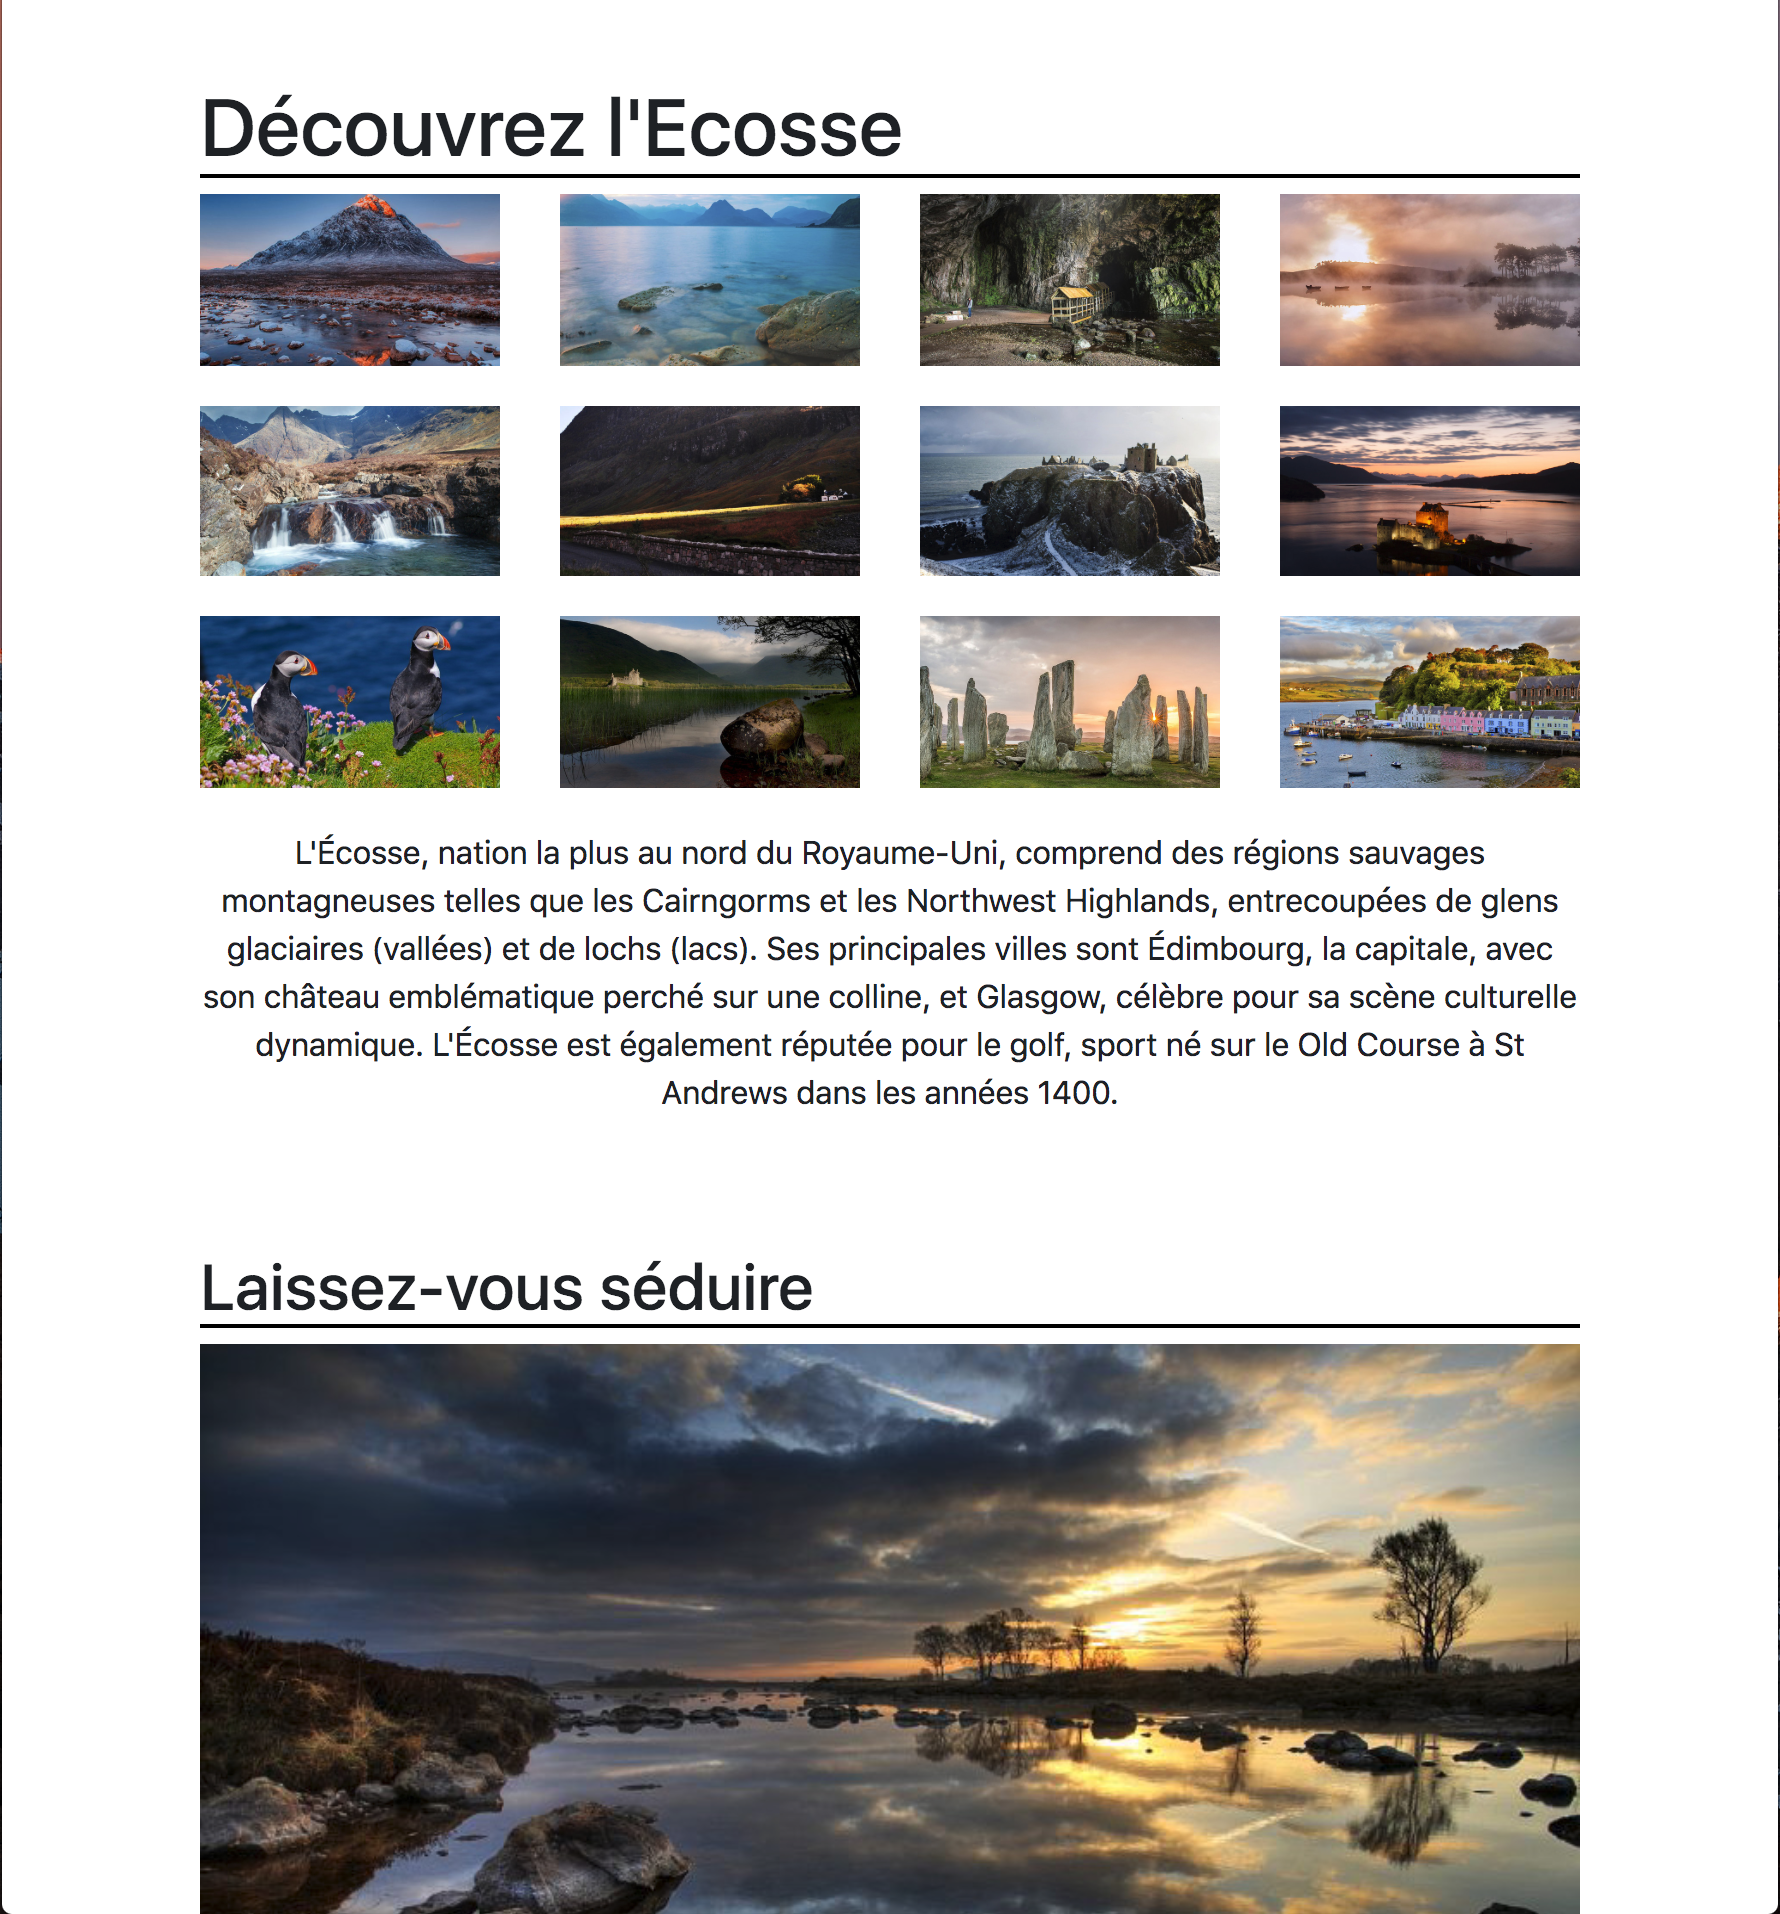 Découvrez l'Ecosse
L'Écosse, nation la plus au nord du Royaume-Uni, comprend des régions sauvages
montagneuses telles que les Cairngorms et les Northwest Highlands, entrecoupées de glens
glaciaires (vallées) et de lochs (lacs). Ses principales villes sont Édimbourg, la capitale, avec
son château emblématique perché sur une colline, et Glasgow, célèbre pour sa scène culturelle
dynamique. L'Écosse est également réputée pour le golf, sport né sur le Old Course à St
Andrews dans les années 1400.
Laissez-vous séduire